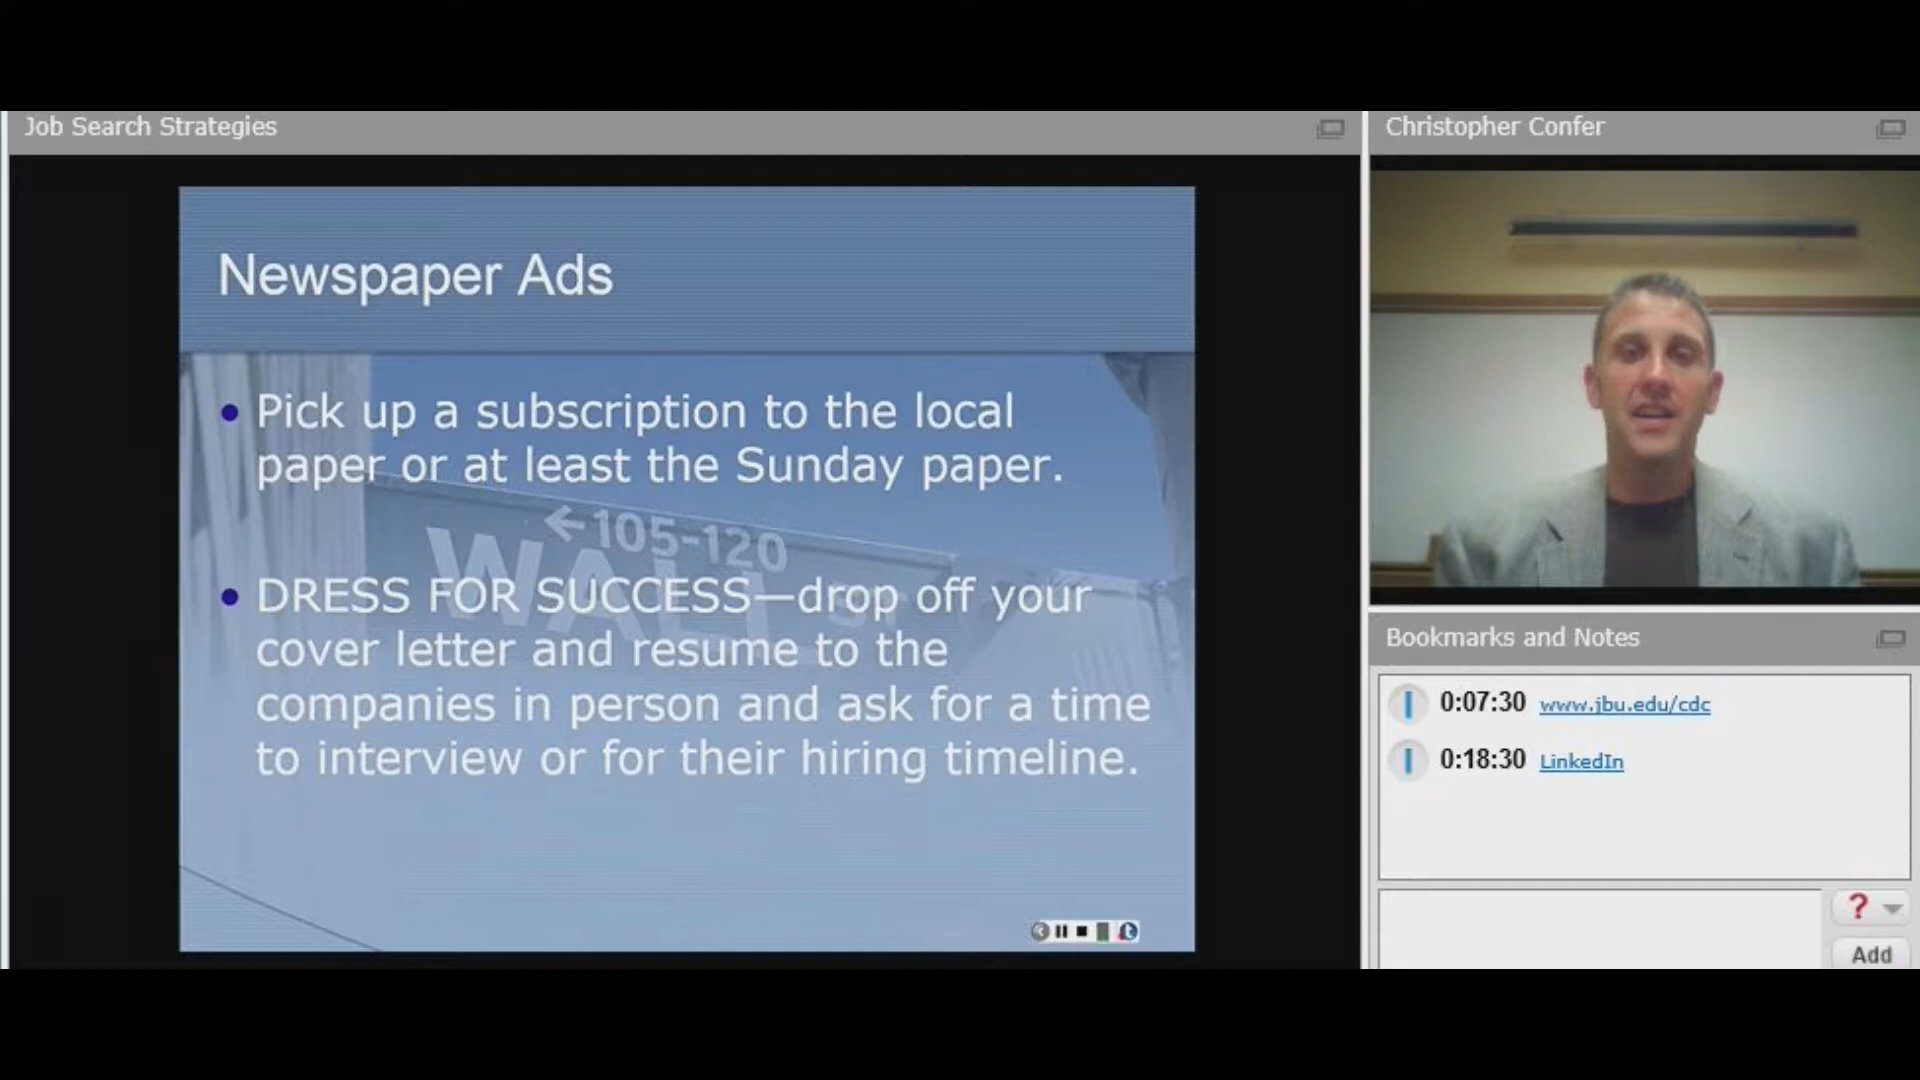 Job Search Strategies
Newspaper Ads
Pick up a subscription to the local
paper or at least the Sunday paper.
←105-120
WALL ST
DRESS FOR SUCCESS—drop off your
cover letter and resume to the
companies in person and ask for a time
to interview or for their hiring timeline.
Christopher Confer
Bookmarks and Notes
0:07:30 www.jbu.edu/cdc
0:18:30 LinkedIn
?
Add